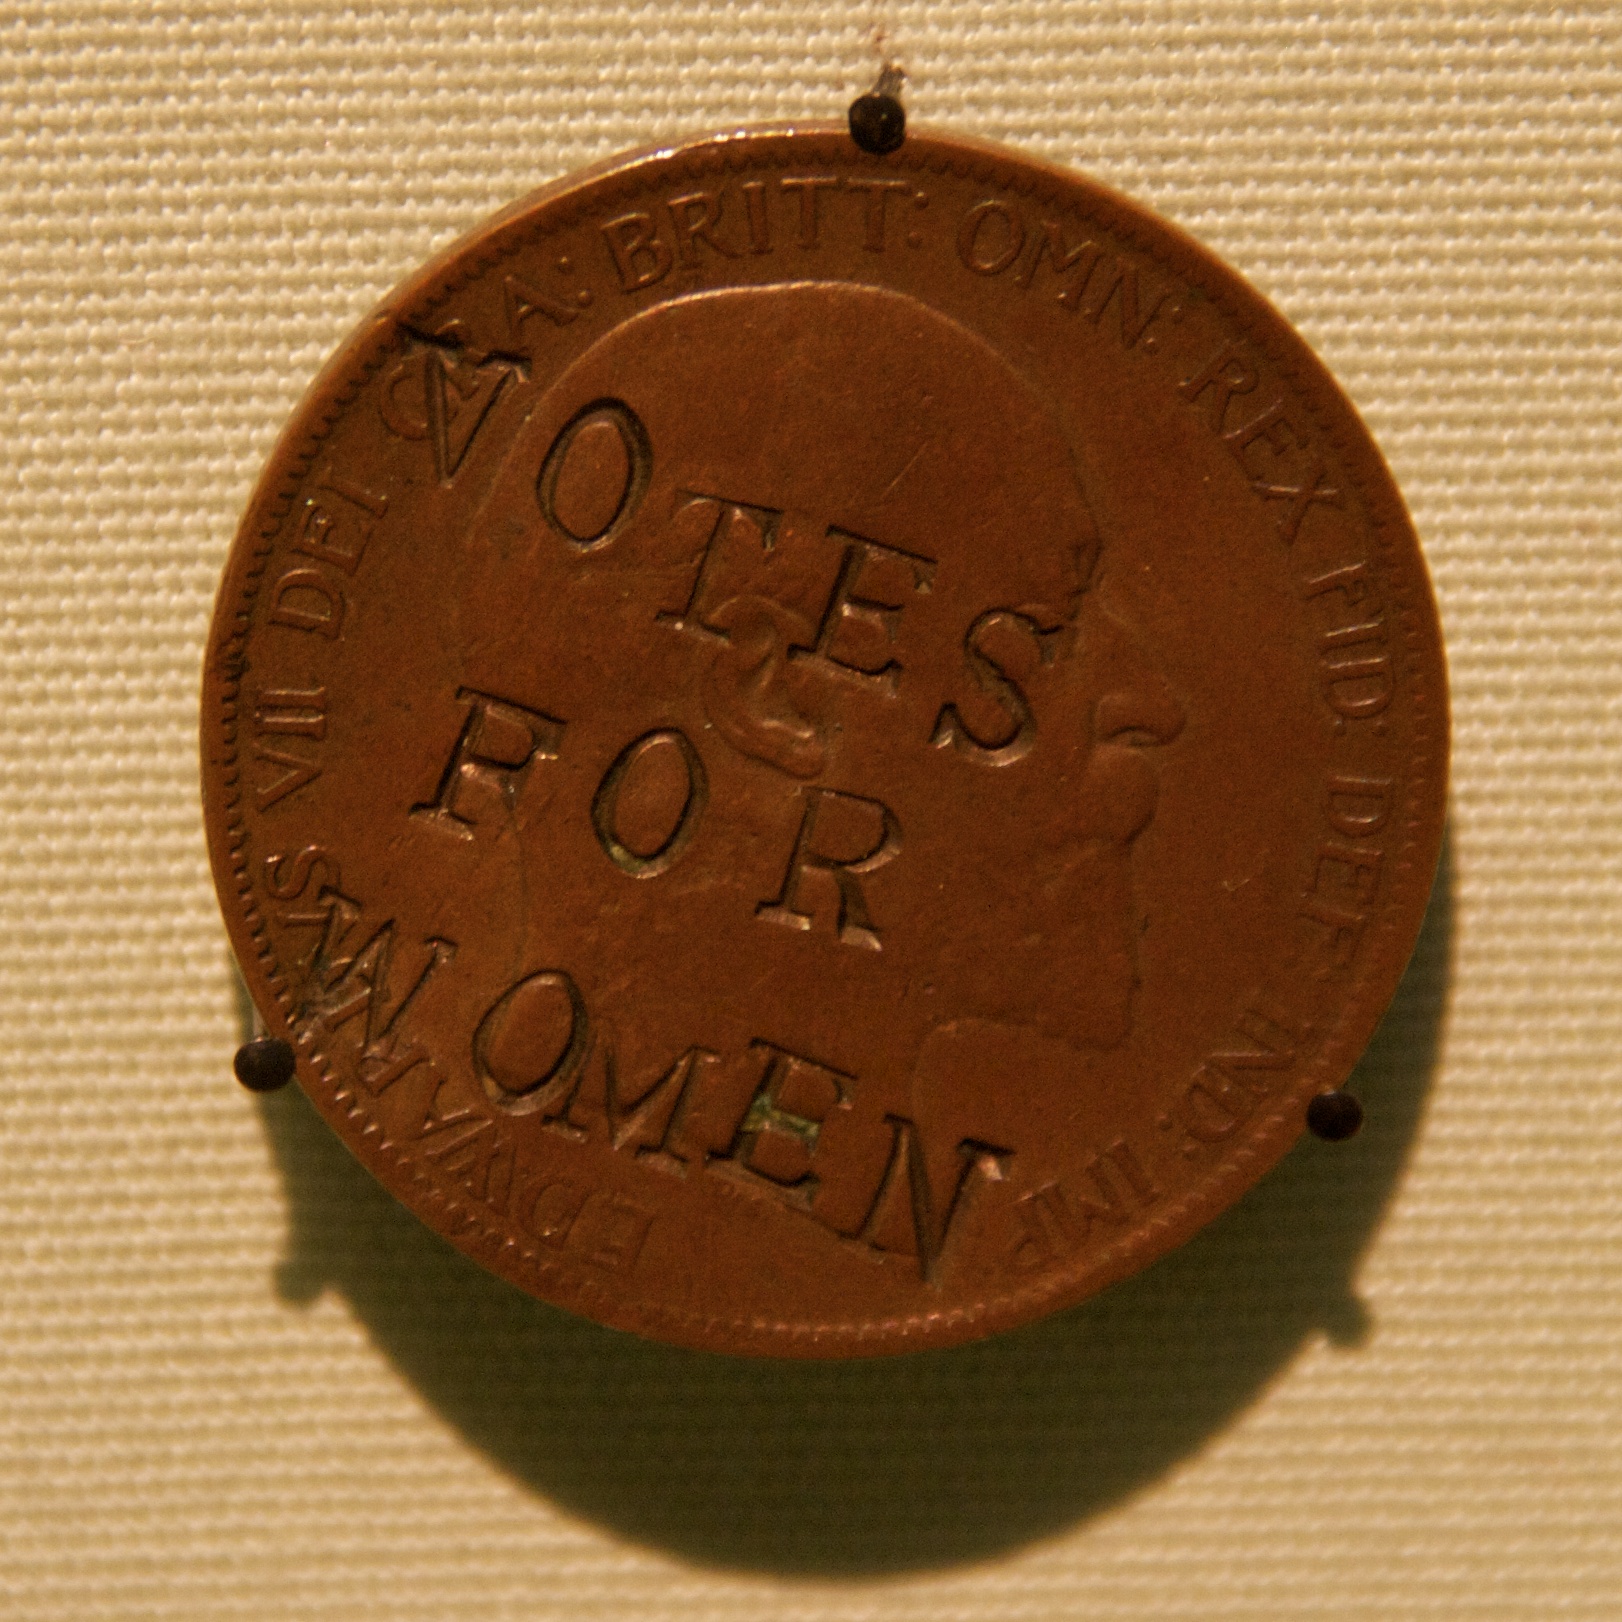 VOTES
FOR
WOMEN
EDWARDVS VII DEI GRA: BRITT: OMN: REX FID: DEF: IND: IMP: